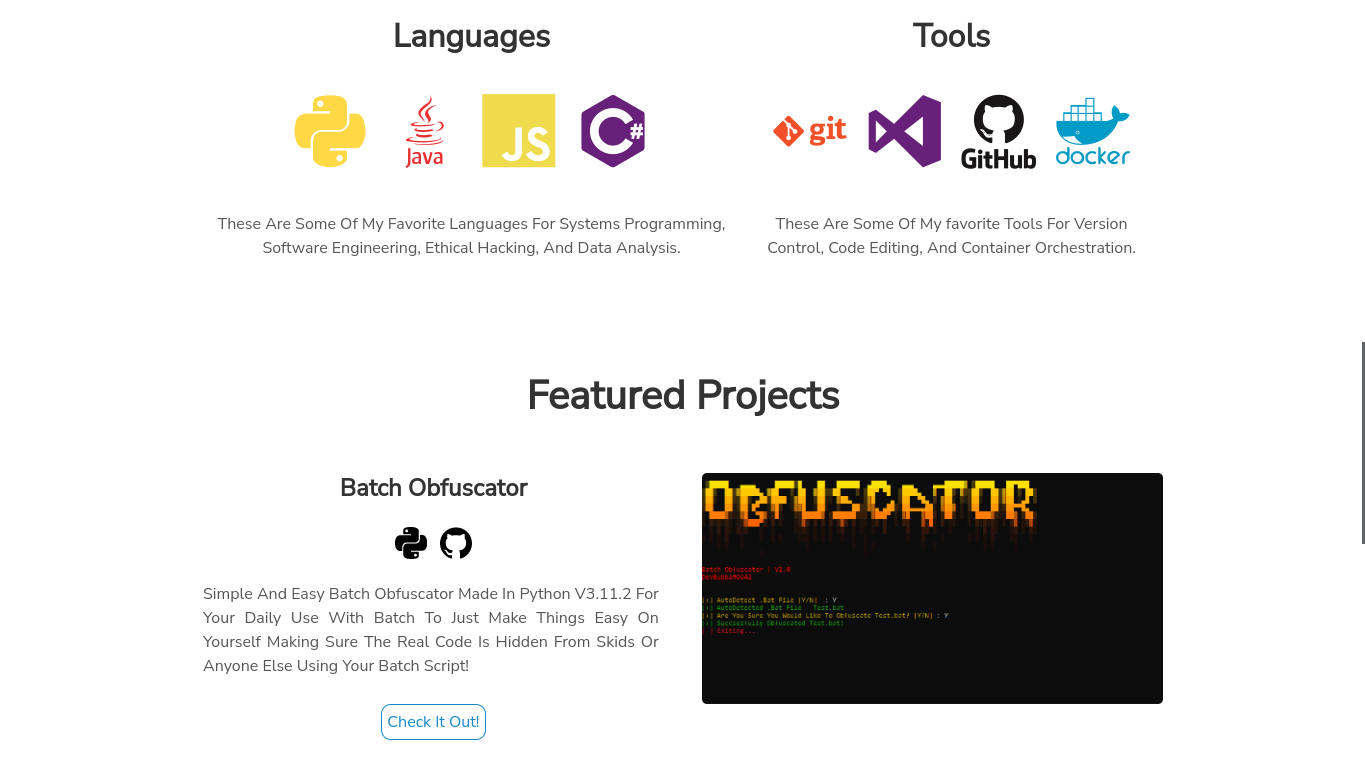 Languages
Tools
Java
JS
C#
git
GitHub
docker
These Are Some Of My Favorite Languages For Systems Programming,
Software Engineering, Ethical Hacking, And Data Analysis.
These Are Some Of My favorite Tools For Version
Control, Code Editing, And Container Orchestration.
Featured Projects
Batch Obfuscator
Simple And Easy Batch Obfuscator Made In Python V3.11.2 For
Your Daily Use With Batch To Just Make Things Easy On
Yourself Making Sure The Real Code Is Hidden From Skids Or
Anyone Else Using Your Batch Script!
Check It Out!
OBFUSCATOR
Batch Obfuscator | V1.0
AutoDetect .Bat File [Y/N] : Y
AutoDetected .Bat File Test.bat
Are You Sure You Would Like To Obfuscate Test.bat? [Y/N] : Y
Obfuscated Test.bat!
Exiting...